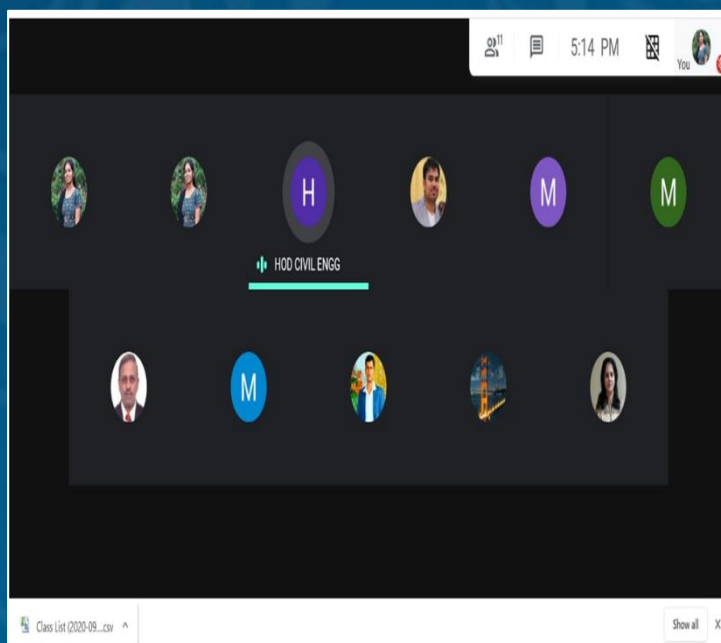 11
5:14 PM
You
H
M
M
HOD CIVIL ENGG
M
Class List (2020-09....csv
Show all